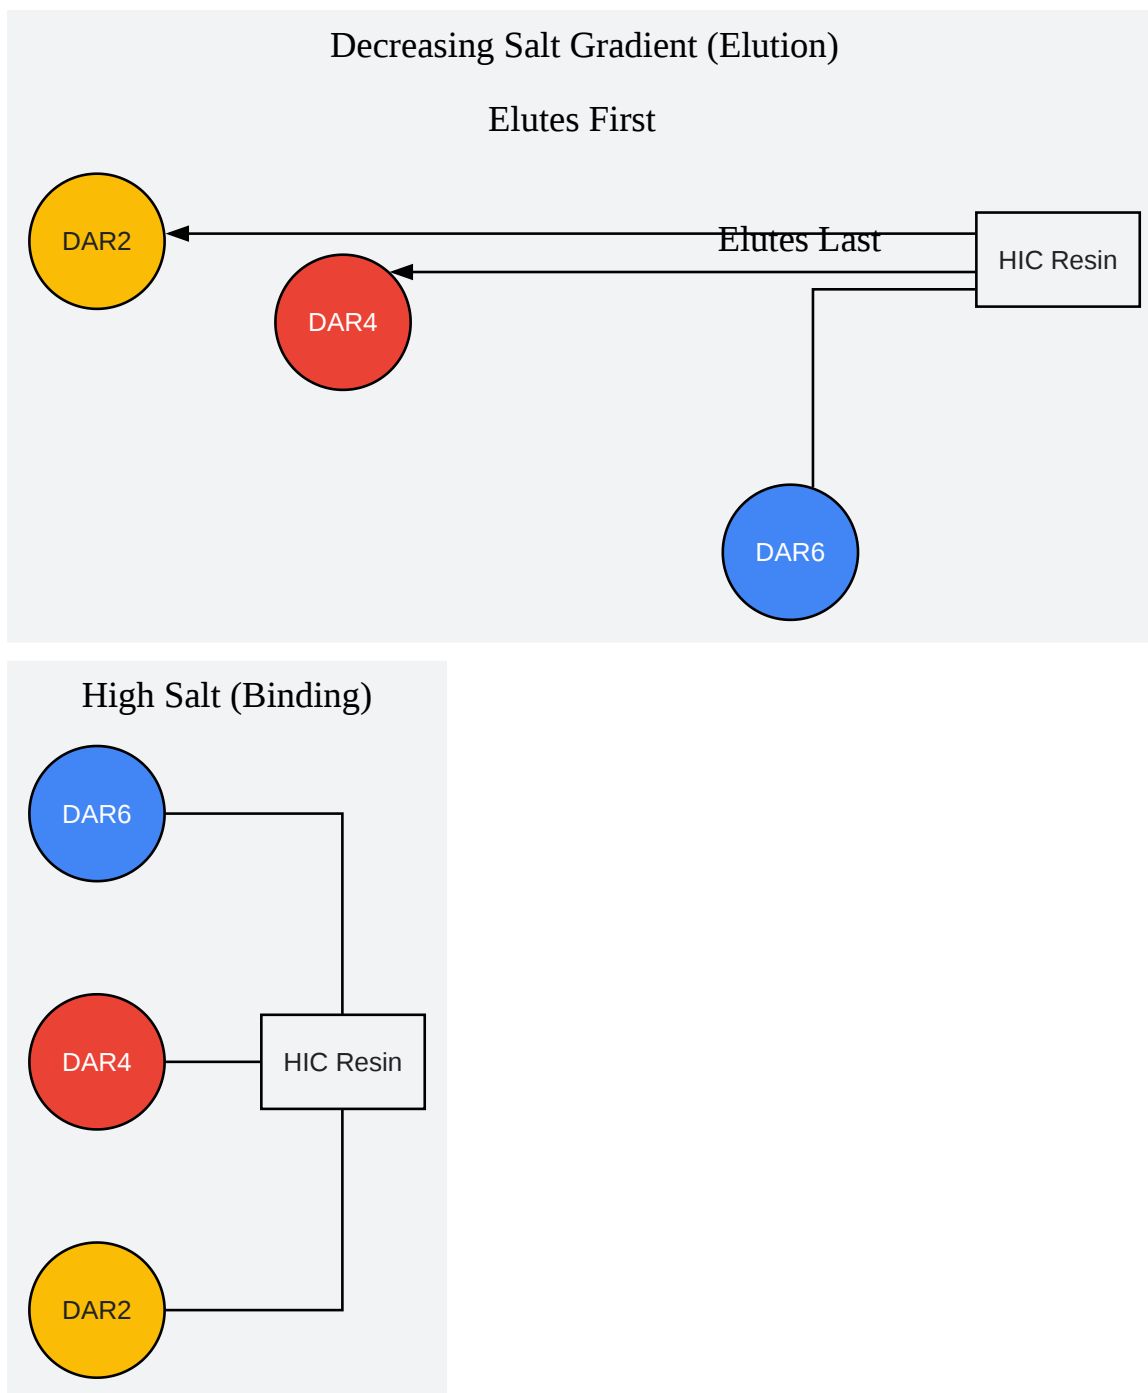 Decreasing Salt Gradient (Elution)
Elutes First
DAR2
Elutes Last
HIC Resin
DAR4
DAR6
High Salt (Binding)
DAR6
DAR4
HIC Resin
DAR2